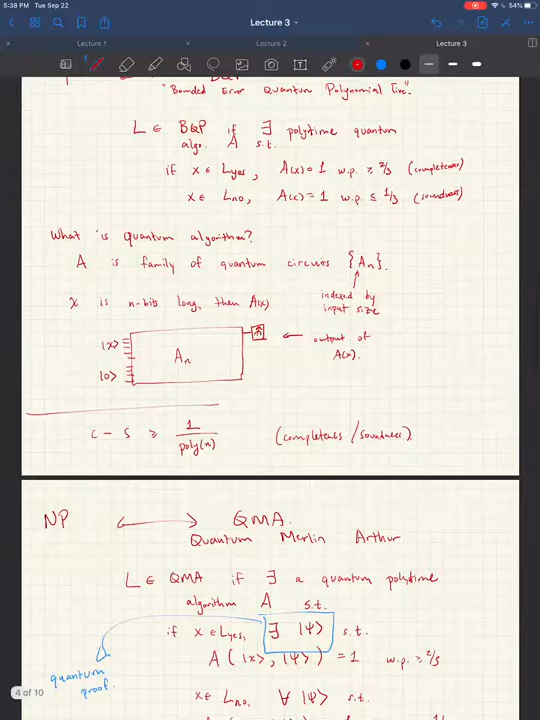 5:38 PM Tue Sep 22
54%
Lecture 3
Lecture 1
Lecture 2
Lecture 3
"Bounded Error Quantum Polynomial Time".
L ∈ BQP if ∃ polytime quantum
algo. A s.t.
if x ∈ Lyes, A(x) = 1 w.p. ≥ 2/3 (completeness)
x ∈ Lno, A(x) = 1 w.p. ≤ 1/3 (soundness)
What is quantum algorithm?
A is family of quantum circuits {An}.
indexed by
input size
x is n-bits long, then A(x)
|x>
An
|0>
output of
A(x).
c - s ≥ 1/poly(n) (completeness/soundness)
NP ↔ QMA.
Quantum Merlin Arthur
L ∈ QMA if ∃ a quantum polytime
algorithm A s.t.
if x ∈ Lyes, ∃ |ψ> s.t.
A(|x>, |ψ>) = 1 w.p. ≥ 2/3
quantum
proof.
x ∈ Lno, ∀ |ψ> s.t.
4 of 10